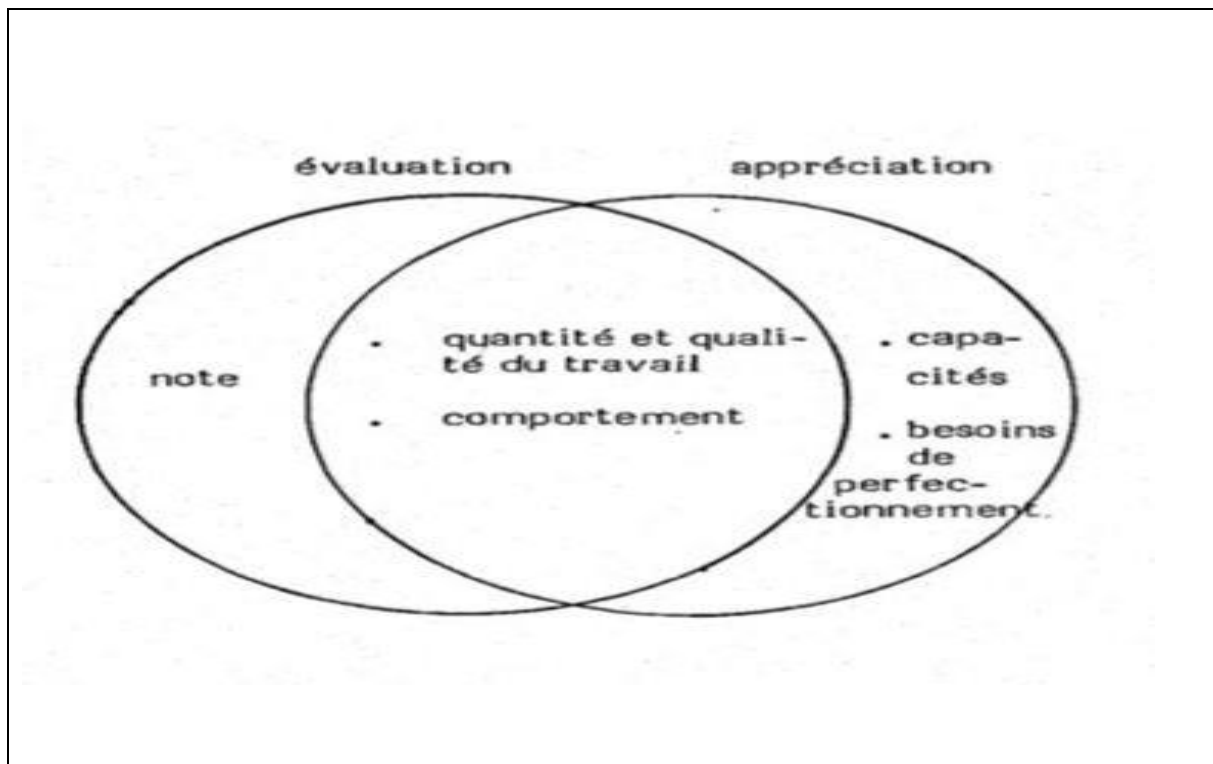 évaluation
appréciation
note
. quantité et quali-
té du travail
. comportement
. capa-
cités
. besoins
de
perfec-
tionnement.